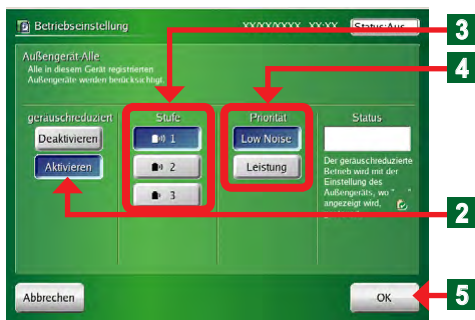 Betriebseinstellung XX/XX/XXXX XX:XX Status:Aus
Außengerät-Alle
Alle in diesem Gerät registrierten
Außengeräte werden berücksichtigt.
geräuschreduziert Stufe Priorität Status
Deaktivieren 1 Low Noise
Aktivieren 2 Leistung
3
Der geräuschreduzierte
Betrieb wird mit der
Einstellung des
Außengeräts, wo "
" angezeigt wird,
Abbrechen OK
3
4
2
5